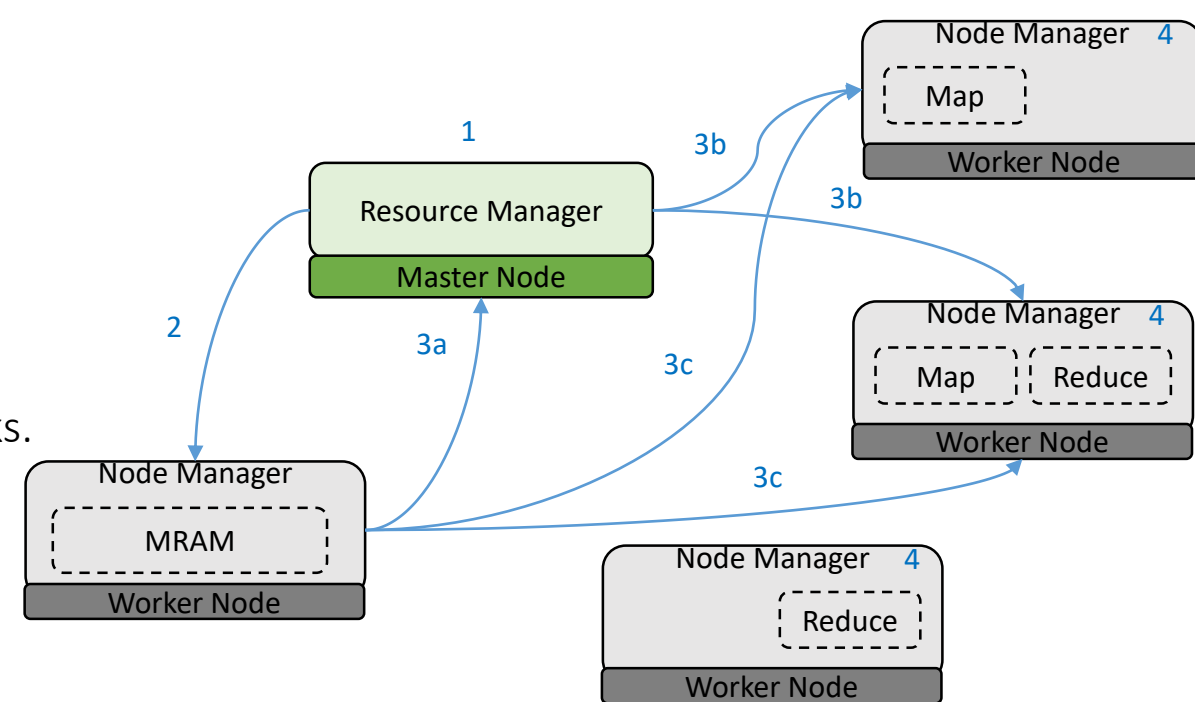 Node Manager 4
Map
Worker Node
1
3b
Resource Manager
Master Node
3b
2
3a
3c
Node Manager 4
Map Reduce
Worker Node
Node Manager
MRAM
Worker Node
3c
Node Manager 4
Reduce
Worker Node